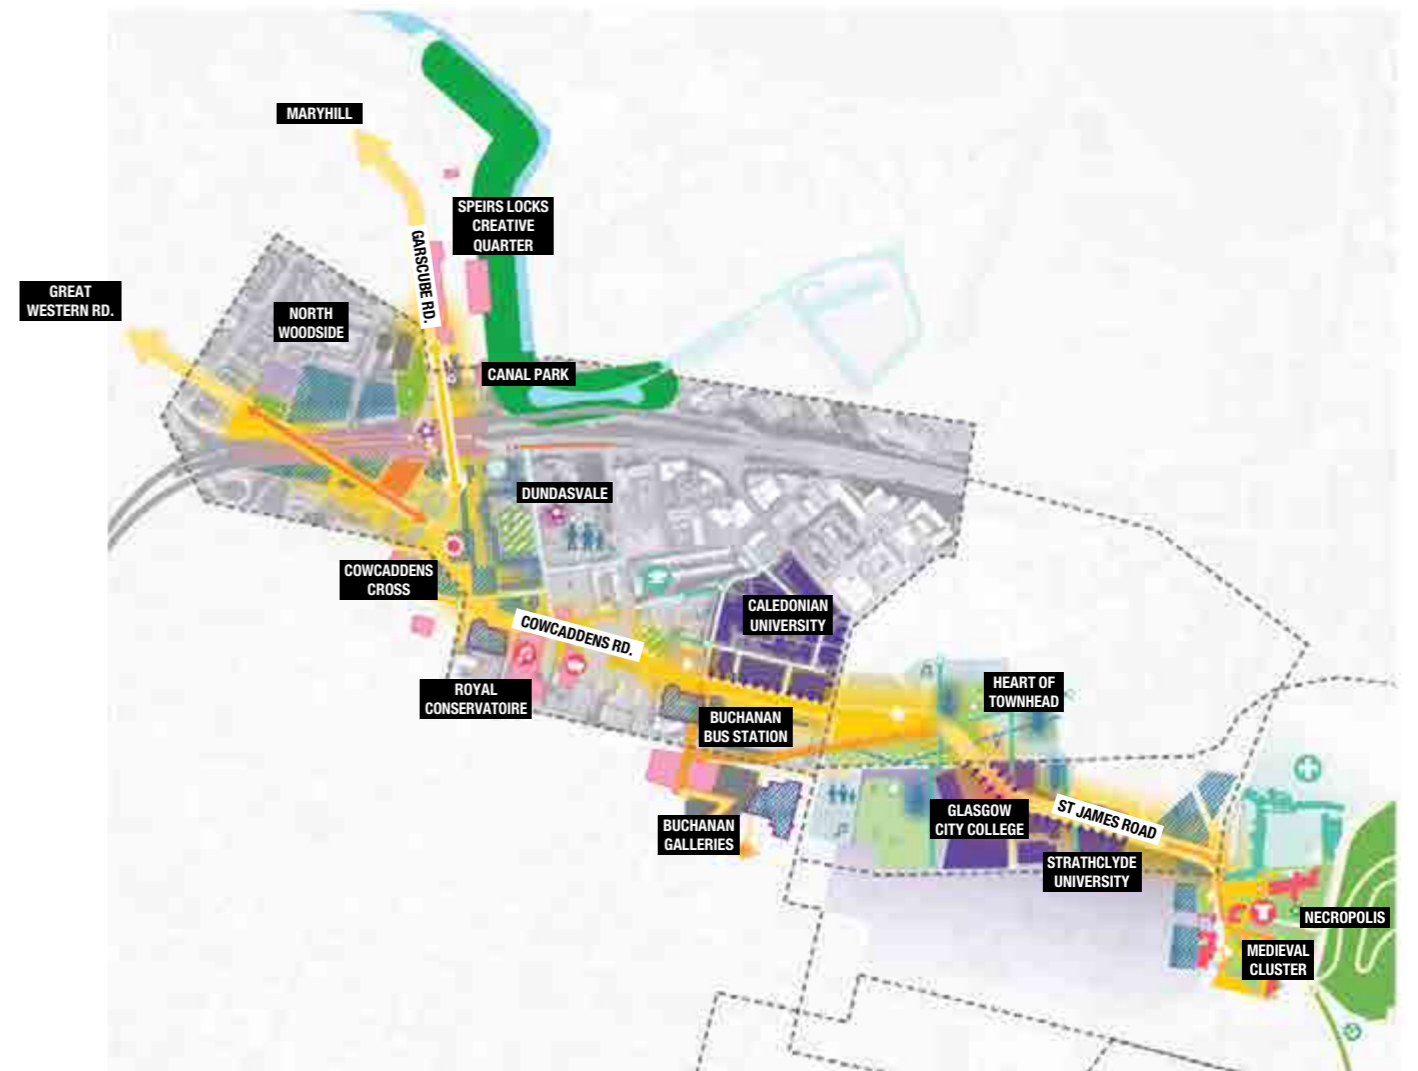 MARYHILL
SPEIRS LOCKS
CREATIVE
QUARTER
GARSCUBE RD.
GREAT
WESTERN RD.
NORTH
WOODSIDE
CANAL PARK
DUNDASVALE
COWCADDENS
CROSS
CALEDONIAN
UNIVERSITY
COWCADDENS RD.
ROYAL
CONSERVATOIRE
HEART OF
TOWNHEAD
BUCHANAN
BUS STATION
BUCHANAN
GALLERIES
GLASGOW
CITY COLLEGE
ST JAMES ROAD
STRATHCLYDE
UNIVERSITY
NECROPOLIS
MEDIEVAL
CLUSTER